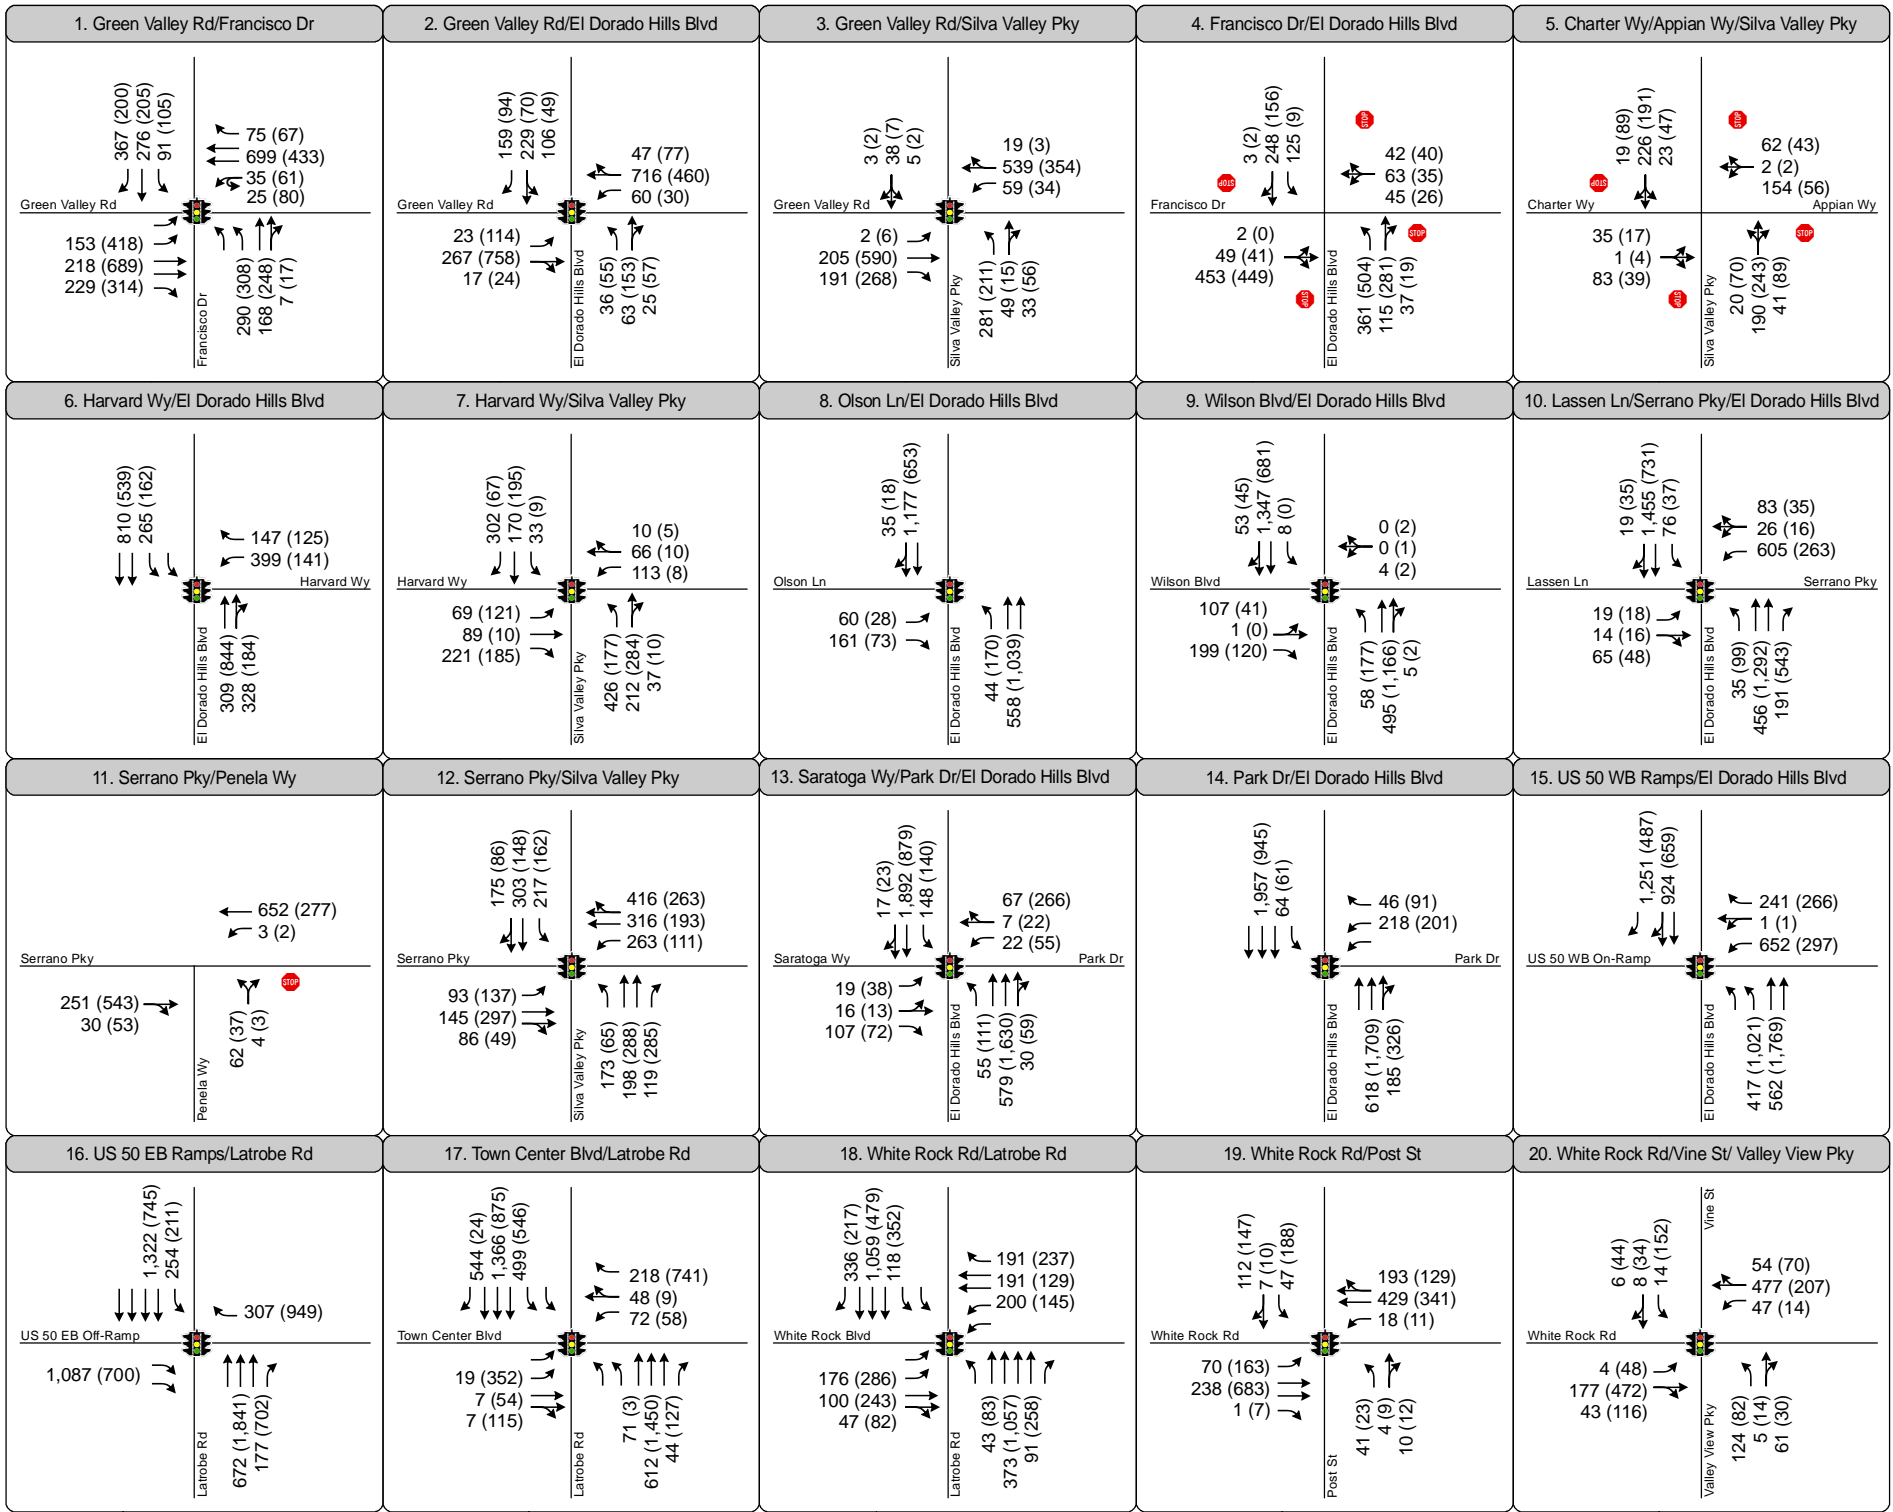 1. Green Valley Rd/Francisco Dr
367 (200)
276 (205)
91 (105)
75 (67)
699 (433)
35 (61)
25 (80)
Green Valley Rd
153 (418)
218 (689)
229 (314)
Francisco Dr
290 (308)
168 (248)
7 (17)
2. Green Valley Rd/El Dorado Hills Blvd
159 (94)
229 (70)
106 (49)
47 (77)
716 (460)
60 (30)
Green Valley Rd
23 (114)
267 (758)
17 (24)
El Dorado Hills Blvd
36 (55)
63 (153)
25 (57)
3. Green Valley Rd/Silva Valley Pky
3 (2)
38 (7)
5 (2)
19 (3)
539 (354)
59 (34)
Green Valley Rd
2 (6)
205 (590)
191 (268)
Silva Valley Pky
281 (211)
49 (15)
33 (56)
4. Francisco Dr/El Dorado Hills Blvd
3 (2)
248 (156)
125 (9)
STOP
42 (40)
63 (35)
45 (26)
STOP
Francisco Dr
2 (0)
49 (41)
453 (449)
STOP
El Dorado Hills Blvd
361 (504)
115 (281)
37 (19)
STOP
5. Charter Wy/Appian Wy/Silva Valley Pky
19 (89)
226 (191)
23 (47)
STOP
62 (43)
2 (2)
154 (56)
STOP
Charter Wy
Appian Wy
35 (17)
1 (4)
83 (39)
STOP
Silva Valley Pky
20 (70)
190 (243)
41 (89)
STOP
6. Harvard Wy/El Dorado Hills Blvd
810 (539)
265 (162)
147 (125)
399 (141)
Harvard Wy
El Dorado Hills Blvd
309 (844)
328 (184)
7. Harvard Wy/Silva Valley Pky
302 (67)
170 (195)
33 (9)
10 (5)
66 (10)
113 (8)
Harvard Wy
69 (121)
89 (10)
221 (185)
Silva Valley Pky
426 (177)
212 (284)
37 (10)
8. Olson Ln/El Dorado Hills Blvd
35 (18)
1,177 (653)
Olson Ln
60 (28)
161 (73)
El Dorado Hills Blvd
44 (170)
558 (1,039)
9. Wilson Blvd/El Dorado Hills Blvd
53 (45)
1,347 (681)
8 (0)
0 (2)
0 (1)
4 (2)
Wilson Blvd
107 (41)
1 (0)
199 (120)
El Dorado Hills Blvd
58 (177)
495 (1,166)
5 (2)
10. Lassen Ln/Serrano Pky/El Dorado Hills Blvd
19 (35)
1,455 (731)
76 (37)
83 (35)
26 (16)
605 (263)
Lassen Ln
Serrano Pky
19 (18)
14 (16)
65 (48)
El Dorado Hills Blvd
35 (99)
456 (1,292)
191 (543)
11. Serrano Pky/Penela Wy
652 (277)
3 (2)
Serrano Pky
251 (543)
30 (53)
Penela Wy
62 (37)
4 (3)
STOP
12. Serrano Pky/Silva Valley Pky
175 (86)
303 (148)
217 (162)
416 (263)
316 (193)
263 (111)
Serrano Pky
93 (137)
145 (297)
86 (49)
Silva Valley Pky
173 (65)
198 (288)
119 (285)
13. Saratoga Wy/Park Dr/El Dorado Hills Blvd
17 (23)
1,892 (879)
148 (140)
67 (266)
7 (22)
22 (55)
Saratoga Wy
Park Dr
19 (38)
16 (13)
107 (72)
El Dorado Hills Blvd
55 (111)
579 (1,630)
30 (59)
14. Park Dr/El Dorado Hills Blvd
1,957 (945)
64 (61)
46 (91)
218 (201)
Park Dr
El Dorado Hills Blvd
618 (1,709)
185 (326)
15. US 50 WB Ramps/El Dorado Hills Blvd
1,251 (487)
924 (659)
241 (266)
1 (1)
652 (297)
US 50 WB On-Ramp
El Dorado Hills Blvd
417 (1,021)
562 (1,769)
16. US 50 EB Ramps/Latrobe Rd
1,322 (745)
254 (211)
307 (949)
US 50 EB Off-Ramp
1,087 (700)
Latrobe Rd
672 (1,841)
177 (702)
17. Town Center Blvd/Latrobe Rd
544 (24)
1,366 (875)
499 (546)
218 (741)
48 (9)
72 (58)
Town Center Blvd
19 (352)
7 (54)
7 (115)
Latrobe Rd
71 (3)
612 (1,450)
44 (127)
18. White Rock Rd/Latrobe Rd
336 (217)
1,059 (479)
118 (352)
191 (237)
191 (129)
200 (145)
White Rock Blvd
176 (286)
100 (243)
47 (82)
Latrobe Rd
43 (83)
373 (1,057)
91 (258)
19. White Rock Rd/Post St
112 (147)
7 (10)
47 (188)
193 (129)
429 (341)
18 (11)
White Rock Rd
70 (163)
238 (683)
1 (7)
Post St
41 (23)
4 (9)
10 (12)
20. White Rock Rd/Vine St/ Valley View Pky
Vine St
6 (44)
8 (34)
14 (152)
54 (70)
477 (207)
47 (14)
White Rock Rd
4 (48)
177 (472)
43 (116)
Valley View Pky
124 (82)
5 (14)
61 (30)